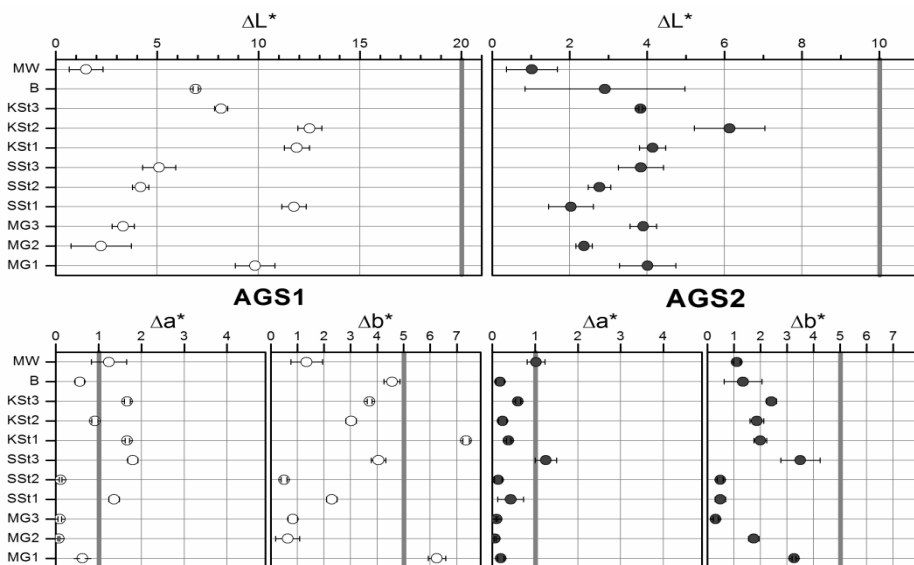 ΔL* ΔL*
0 5 10 15 20 0 2 4 6 8 10
MW
B
KSt3
KSt2
KSt1
SSt3
SSt2
SSt1
MG3
MG2
MG1
AGS1 AGS2
Δa* Δb* Δa* Δb*
0 1 2 3 4 0 1 2 3 4 5 6 7 0 1 2 3 4 0 1 2 3 4 5 6 7
MW
B
KSt3
KSt2
KSt1
SSt3
SSt2
SSt1
MG3
MG2
MG1